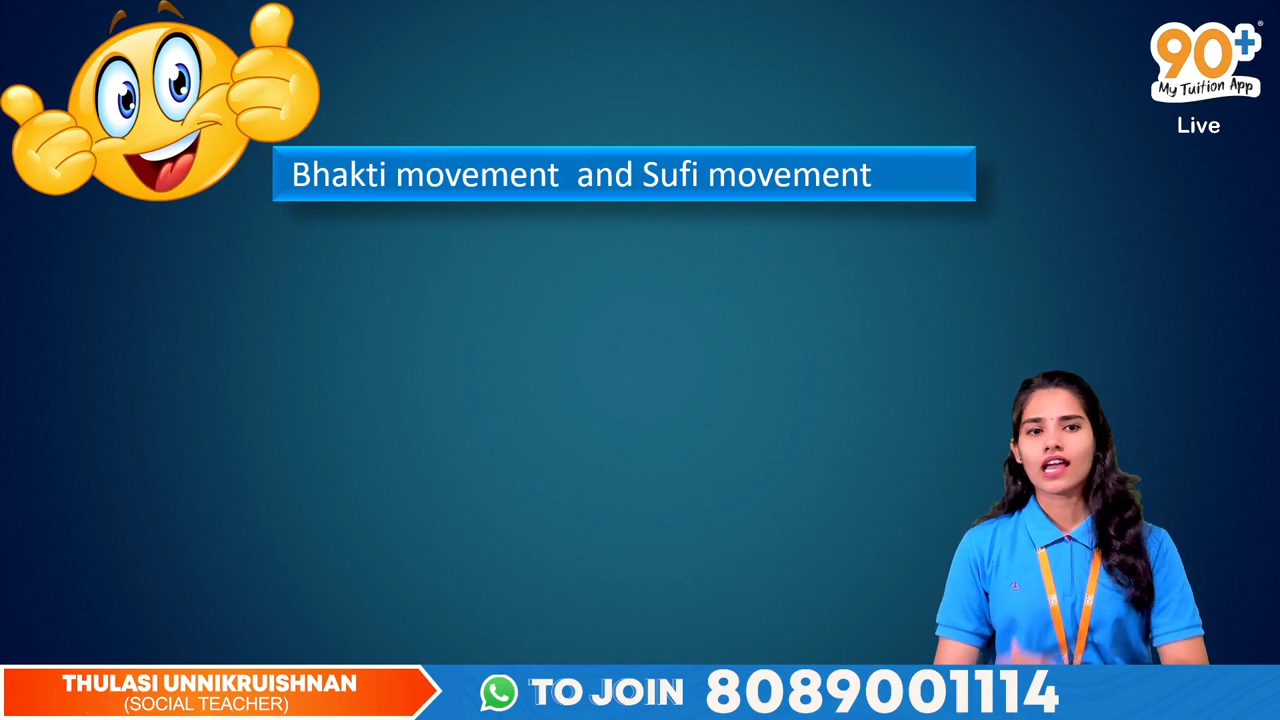 90+
®
My Tuition App
Live
Bhakti movement  and Sufi movement
THULASI UNNIKRUISHNAN
(SOCIAL TEACHER)
TO JOIN 8089001114